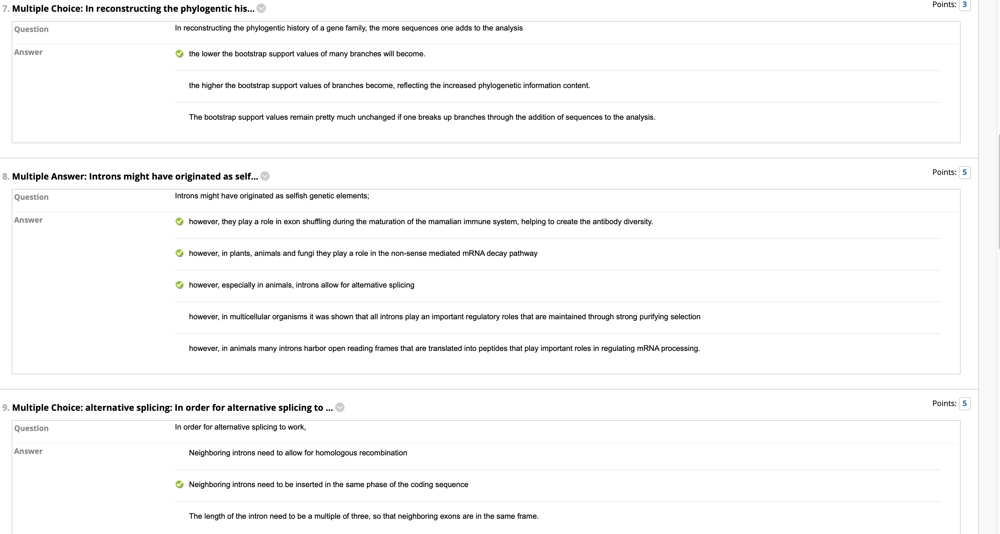 7. Multiple Choice: In reconstructing the phylogentic his...
Points: 3
Question
In reconstructing the phylogentic history of a gene family, the more sequences one adds to the analysis
Answer
the lower the bootstrap support values of many branches will become.
the higher the bootstrap support values of branches become, reflecting the increased phylogenetic information content.
The bootstrap support values remain pretty much unchanged if one breaks up branches through the addition of sequences to the analysis.
8. Multiple Answer: Introns might have originated as self...
Points: 5
Question
Introns might have originated as selfish genetic elements;
Answer
however, they play a role in exon shuffling during the maturation of the mamalian immune system, helping to create the antibody diversity.
however, in plants, animals and fungi they play a role in the non-sense mediated mRNA decay pathway
however, especially in animals, introns allow for alternative splicing
however, in multicellular organisms it was shown that all introns play an important regulatory roles that are maintained through strong purifying selection
however, in animals many introns harbor open reading frames that are translated into peptides that play important roles in regulating mRNA processing.
9. Multiple Choice: alternative splicing: In order for alternative splicing to ...
Points: 5
Question
In order for alternative splicing to work,
Answer
Neighboring introns need to allow for homologous recombination
Neighboring introns need to be inserted in the same phase of the coding sequence
The length of the intron need to be a multiple of three, so that neighboring exons are in the same frame.